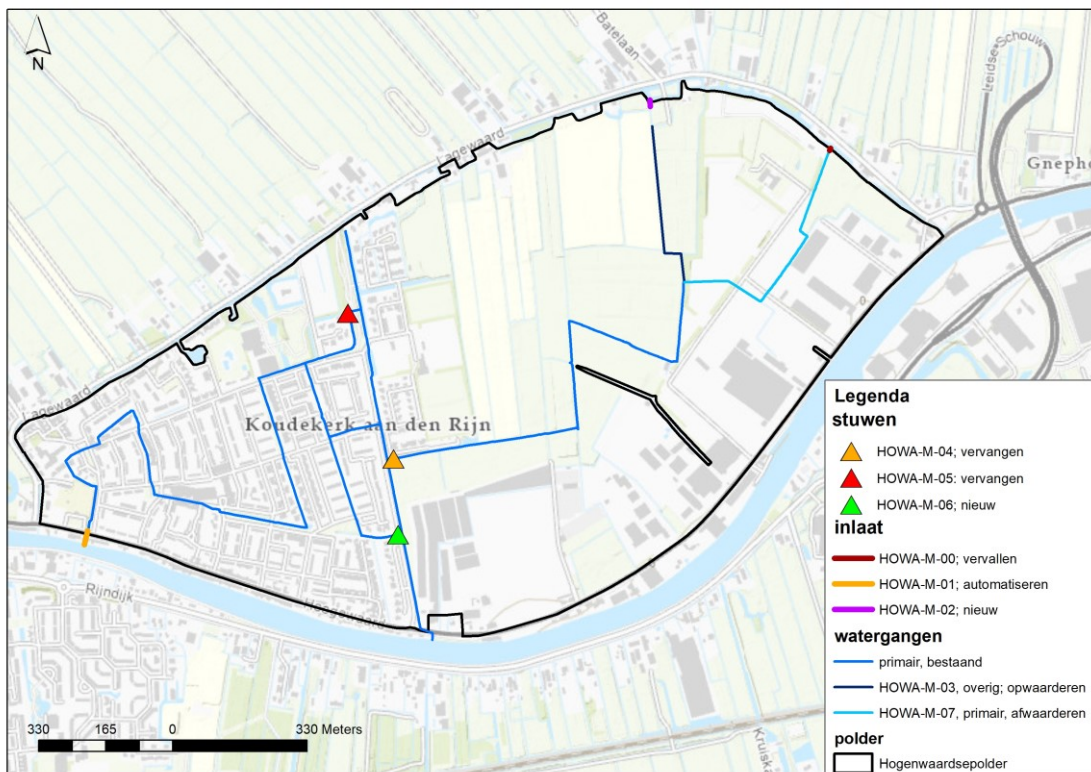 N
Batelaan
Leidse-Schouw
Lagewaard
Koudekerk aan den Rijn
Lagewaard
Rijndijk
Hoogewaard
330 165 0 330 Meters
Legenda
stuwen
HOWA-M-04; vervangen
HOWA-M-05: vervangen
HOWA-M-06; nieuw
inlaat
HOWA-M-00; vervallen
HOWA-M-01; automatiseren
HOWA-M-02; nieuw
watergangen
primair, bestaand
HOWA-M-03, overig; opwaarderen
HOWA-M-07, primair, afwaarderen
polder
Hogenwaardsepolder